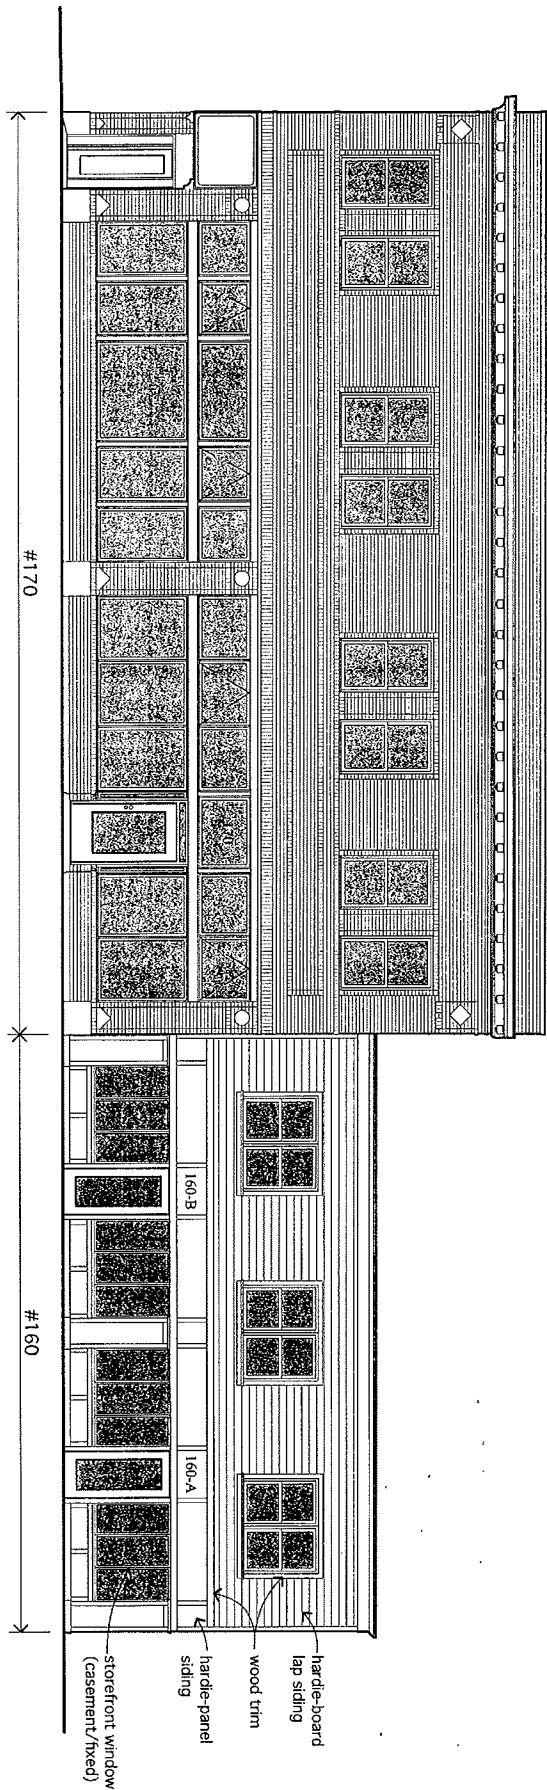 #170
#160
160-B
160-A
hardie-board
lap siding
wood trim
hardie-panel
siding
storefront window
(casement/fixed)